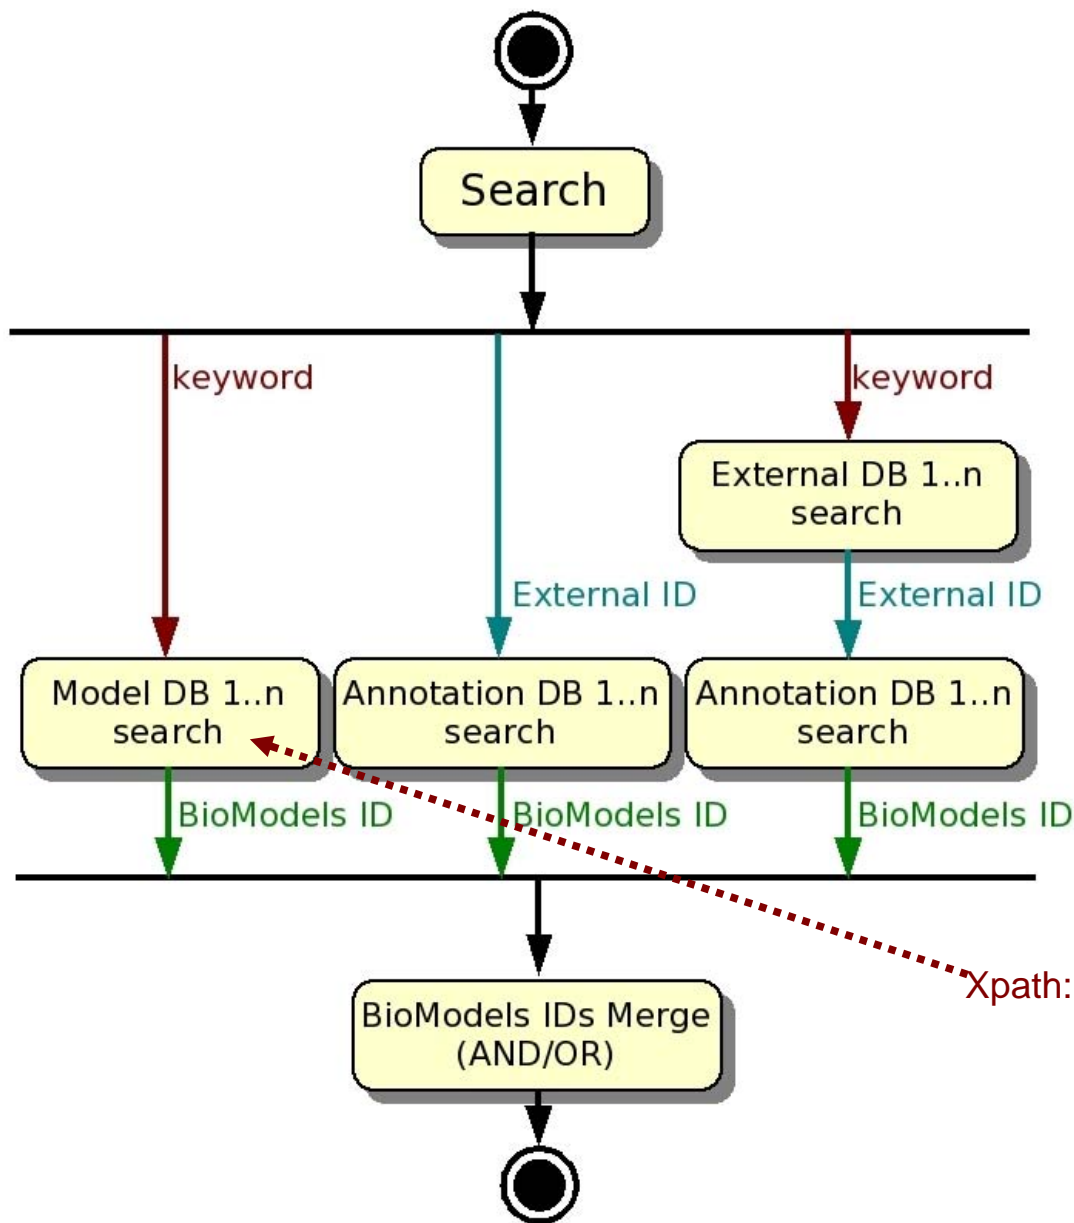 Search
keyword
keyword
External DB 1..n
search
External ID
External ID
Model DB 1..n
search
Annotation DB 1..n
search
Annotation DB 1..n
search
BioModels ID
BioModels ID
BioModels ID
Xpath:
BioModels IDs Merge
(AND/OR)